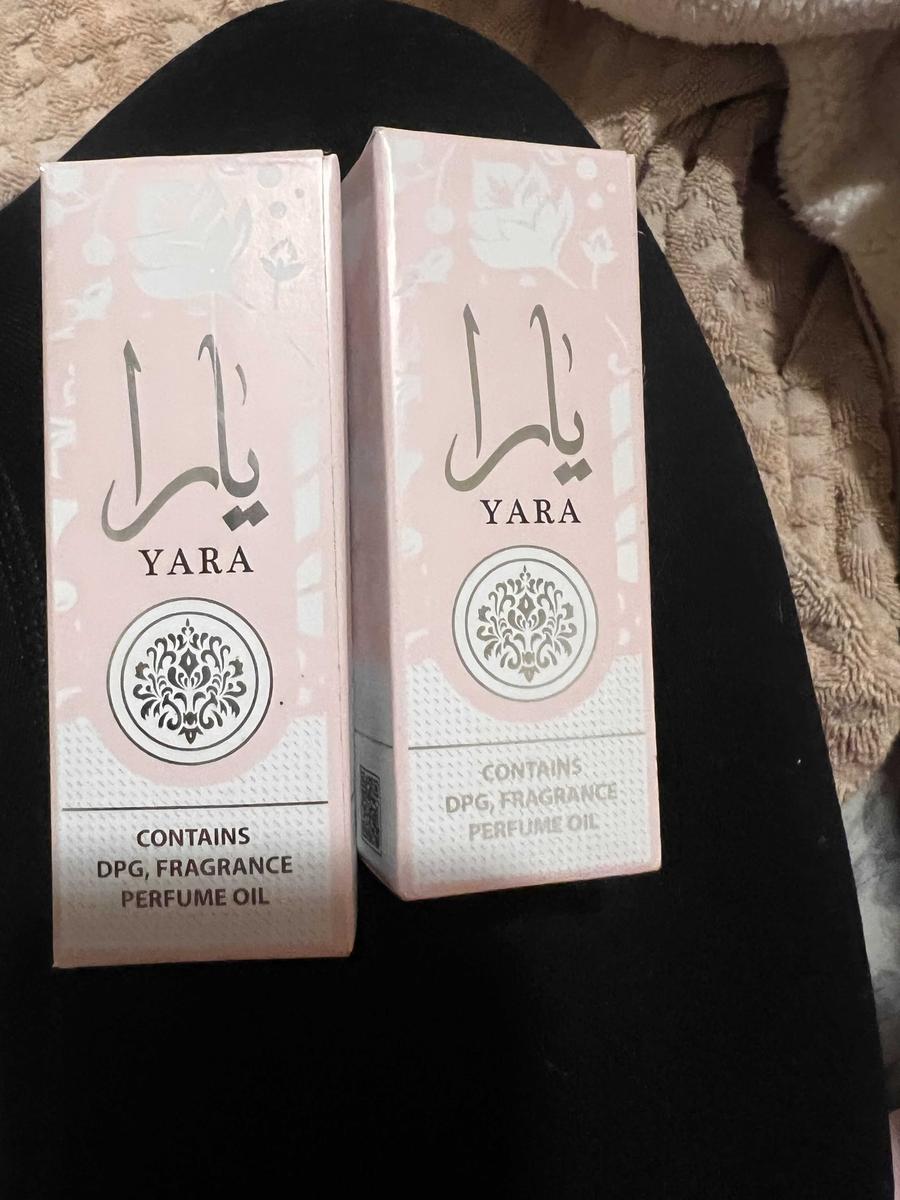 يارا
YARA
CONTAINS
DPG, FRAGRANCE
PERFUME OIL
يارا
YARA
CONTAINS
DPG, FRAGRANCE
PERFUME OIL